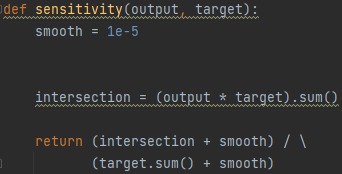 def sensitivity(output, target):
    smooth = 1e-5
    intersection = (output * target).sum()
    return (intersection + smooth) / \
           (target.sum() + smooth)